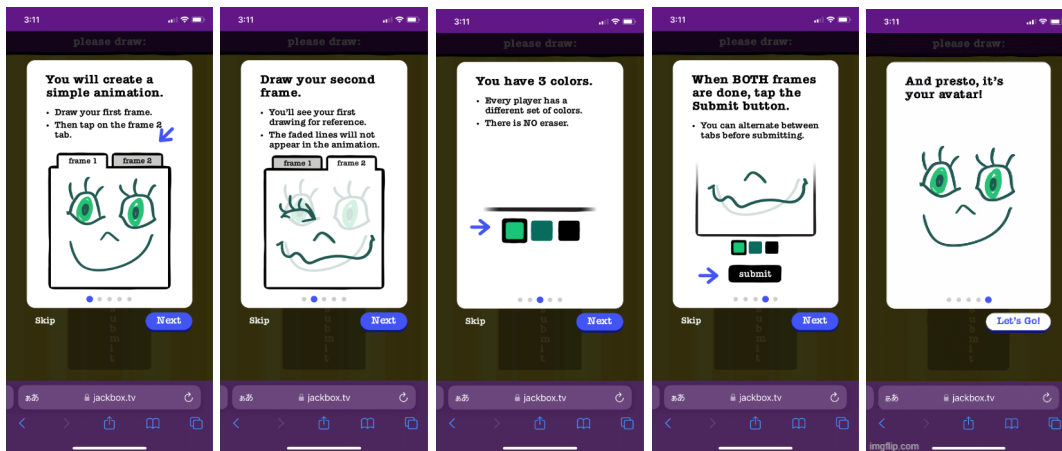 3:11
please draw:
You will create a
simple animation.
• Draw your first frame.
• Then tap on the frame 2
tab.
frame 1
frame 2
Skip
Next
ぁあ
jackbox.tv
3:11
please draw:
Draw your second
frame.
• You'll see your first
drawing for reference.
• The faded lines will not
appear in the animation.
frame 1
frame 2
Skip
Next
submit
ぁあ
jackbox.tv
3:11
please draw:
You have 3 colors.
• Every player has a
different set of colors.
• There is NO eraser.
Skip
Next
submit
ぁあ
jackbox.tv
3:11
please draw:
When BOTH frames
are done, tap the
Submit button.
• You can alternate between
tabs before submitting.
submit
Skip
Next
submit
ぁあ
jackbox.tv
3:11
please draw:
And presto, it's
your avatar!
Let's Go!
submit
ぁあ
jackbox.tv
imgflip.com